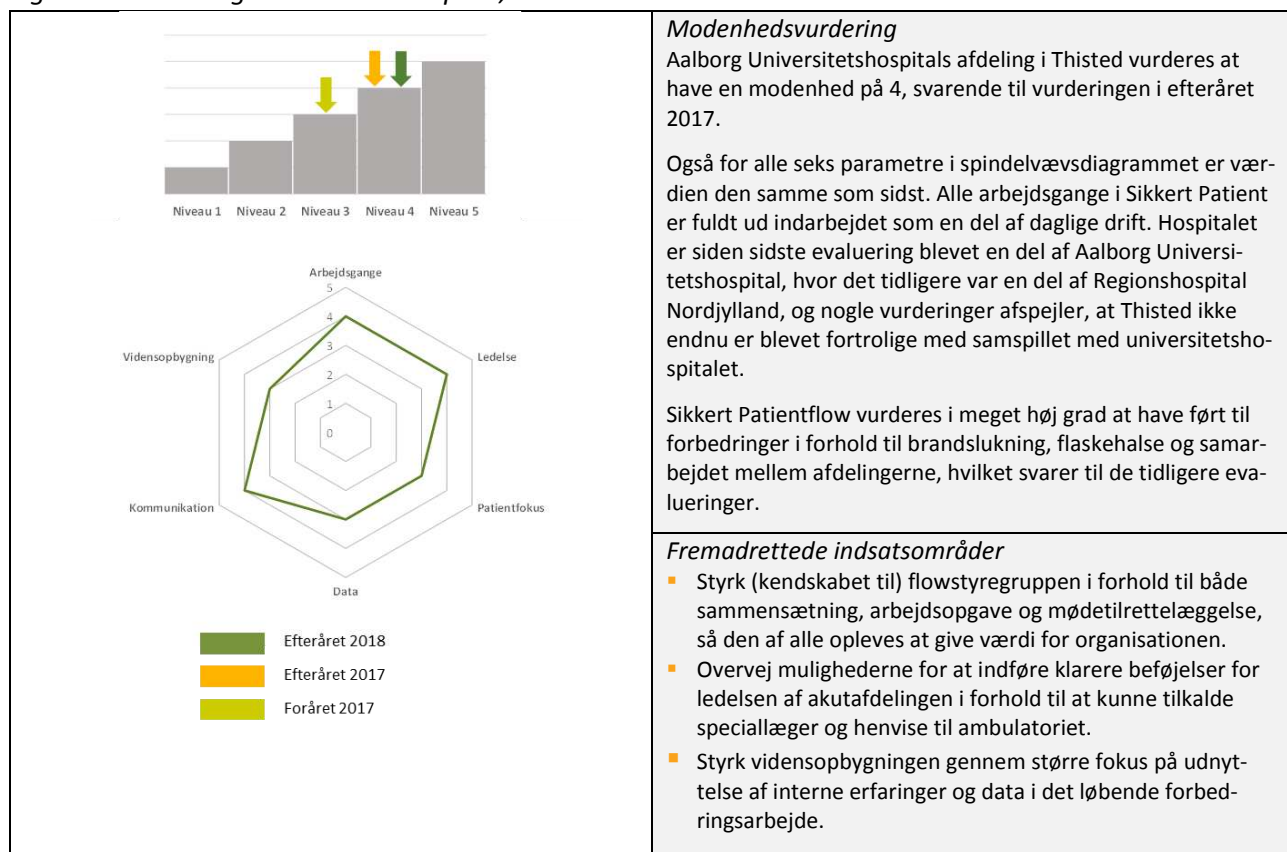 Niveau 1 Niveau 2 Niveau 3 Niveau 4 Niveau 5
Arbejdsgange
5
4
3
2
1
0
Vidensopbygning
Ledelse
Kommunikation
Patientfokus
Data
Efteråret 2018
Efteråret 2017
Foråret 2017
Modenhedsvurdering
Aalborg Universitetshospitals afdeling i Thisted vurderes at
have en modenhed på 4, svarende til vurderingen i efteråret
2017.
Også for alle seks parametre i spindelvævsdiagrammet er vær-
dien den samme som sidst. Alle arbejdsgange i Sikkert Patient
er fuldt ud indarbejdet som en del af daglige drift. Hospitalet
er siden sidste evaluering blevet en del af Aalborg Universi-
tetshospital, hvor det tidligere var en del af Regionshospital
Nordjylland, og nogle vurderinger afspejler, at Thisted ikke
endnu er blevet fortrolige med samspillet med universitetsho-
spitalet.
Sikkert Patientflow vurderes i meget høj grad at have ført til
forbedringer i forhold til brandslukning, flaskehalse og samar-
bejdet mellem afdelingerne, hvilket svarer til de tidligere eva-
lueringer.
Fremadrettede indsatsområder
▪ Styrk (kendskabet til) flowstyregruppen i forhold til både
sammensætning, arbejdsopgave og mødetilrettelæggelse,
så den af alle opleves at give værdi for organisationen.
▪ Overvej mulighederne for at indføre klarere beføjelser for
ledelsen af akutafdelingen i forhold til at kunne tilkalde
speciallæger og henvise til ambulatoriet.
▪ Styrk vidensopbygningen gennem større fokus på udnyt-
telse af interne erfaringer og data i det løbende forbed-
ringsarbejde.